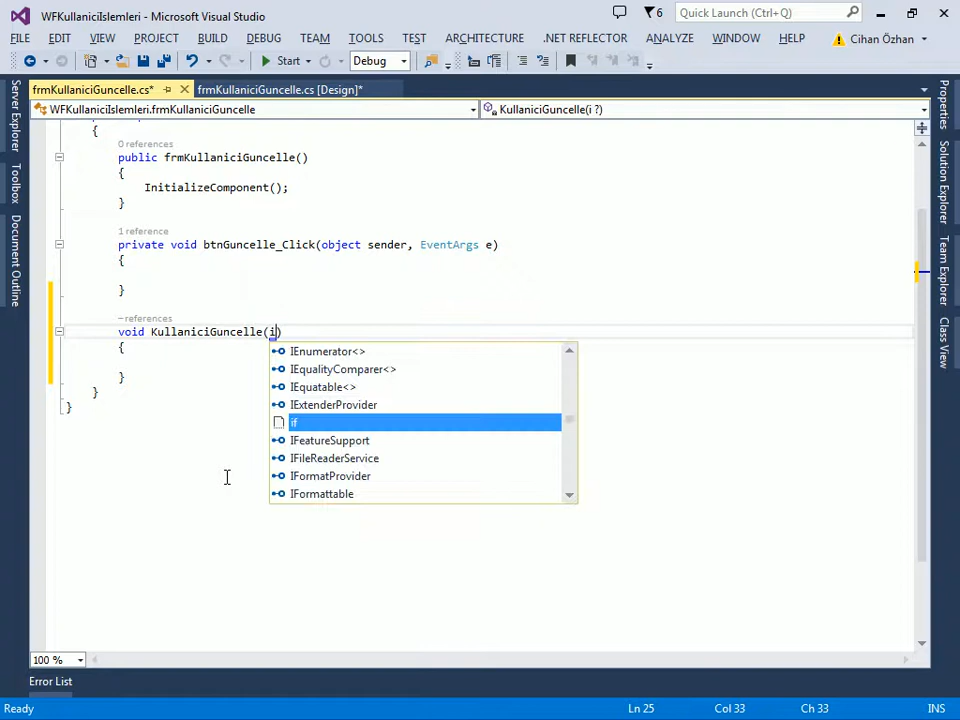 WFKullaniciIslemleri - Microsoft Visual Studio
6
Quick Launch (Ctrl+Q)
FILE EDIT VIEW PROJECT BUILD DEBUG TEAM TOOLS TEST ARCHITECTURE .NET REFLECTOR ANALYZE WINDOW HELP Cihan Özhan
Start Debug
frmKullaniciGuncelle.cs* frmKullaniciGuncelle.cs [Design]*
WFKullaniciIslemleri.frmKullaniciGuncelle KullaniciGuncelle(i ?)
Server Explorer
Toolbox
Document Outline
{
0 references
public frmKullaniciGuncelle()
{
InitializeComponent();
}
1 reference
private void btnGuncelle_Click(object sender, EventArgs e)
{
}
– references
void KullaniciGuncelle(i)
{
}
}
}
IEnumerator<>
IEqualityComparer<>
IEquatable<>
IExtenderProvider
if
IFeatureSupport
IFileReaderService
IFormatProvider
IFormattable
Properties
Solution Explorer
Team Explorer
Class View
100 %
Error List
Ready Ln 25 Col 33 Ch 33 INS